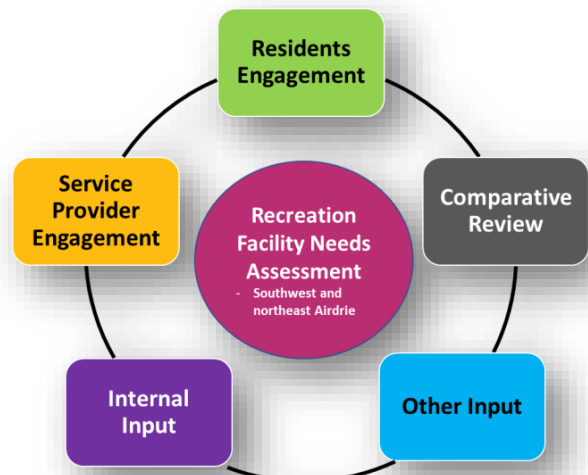 Residents
Engagement
Service
Provider
Engagement
Recreation
Facility Needs
Assessment
- Southwest and
northeast Airdrie
Comparative
Review
Internal
Input
Other Input